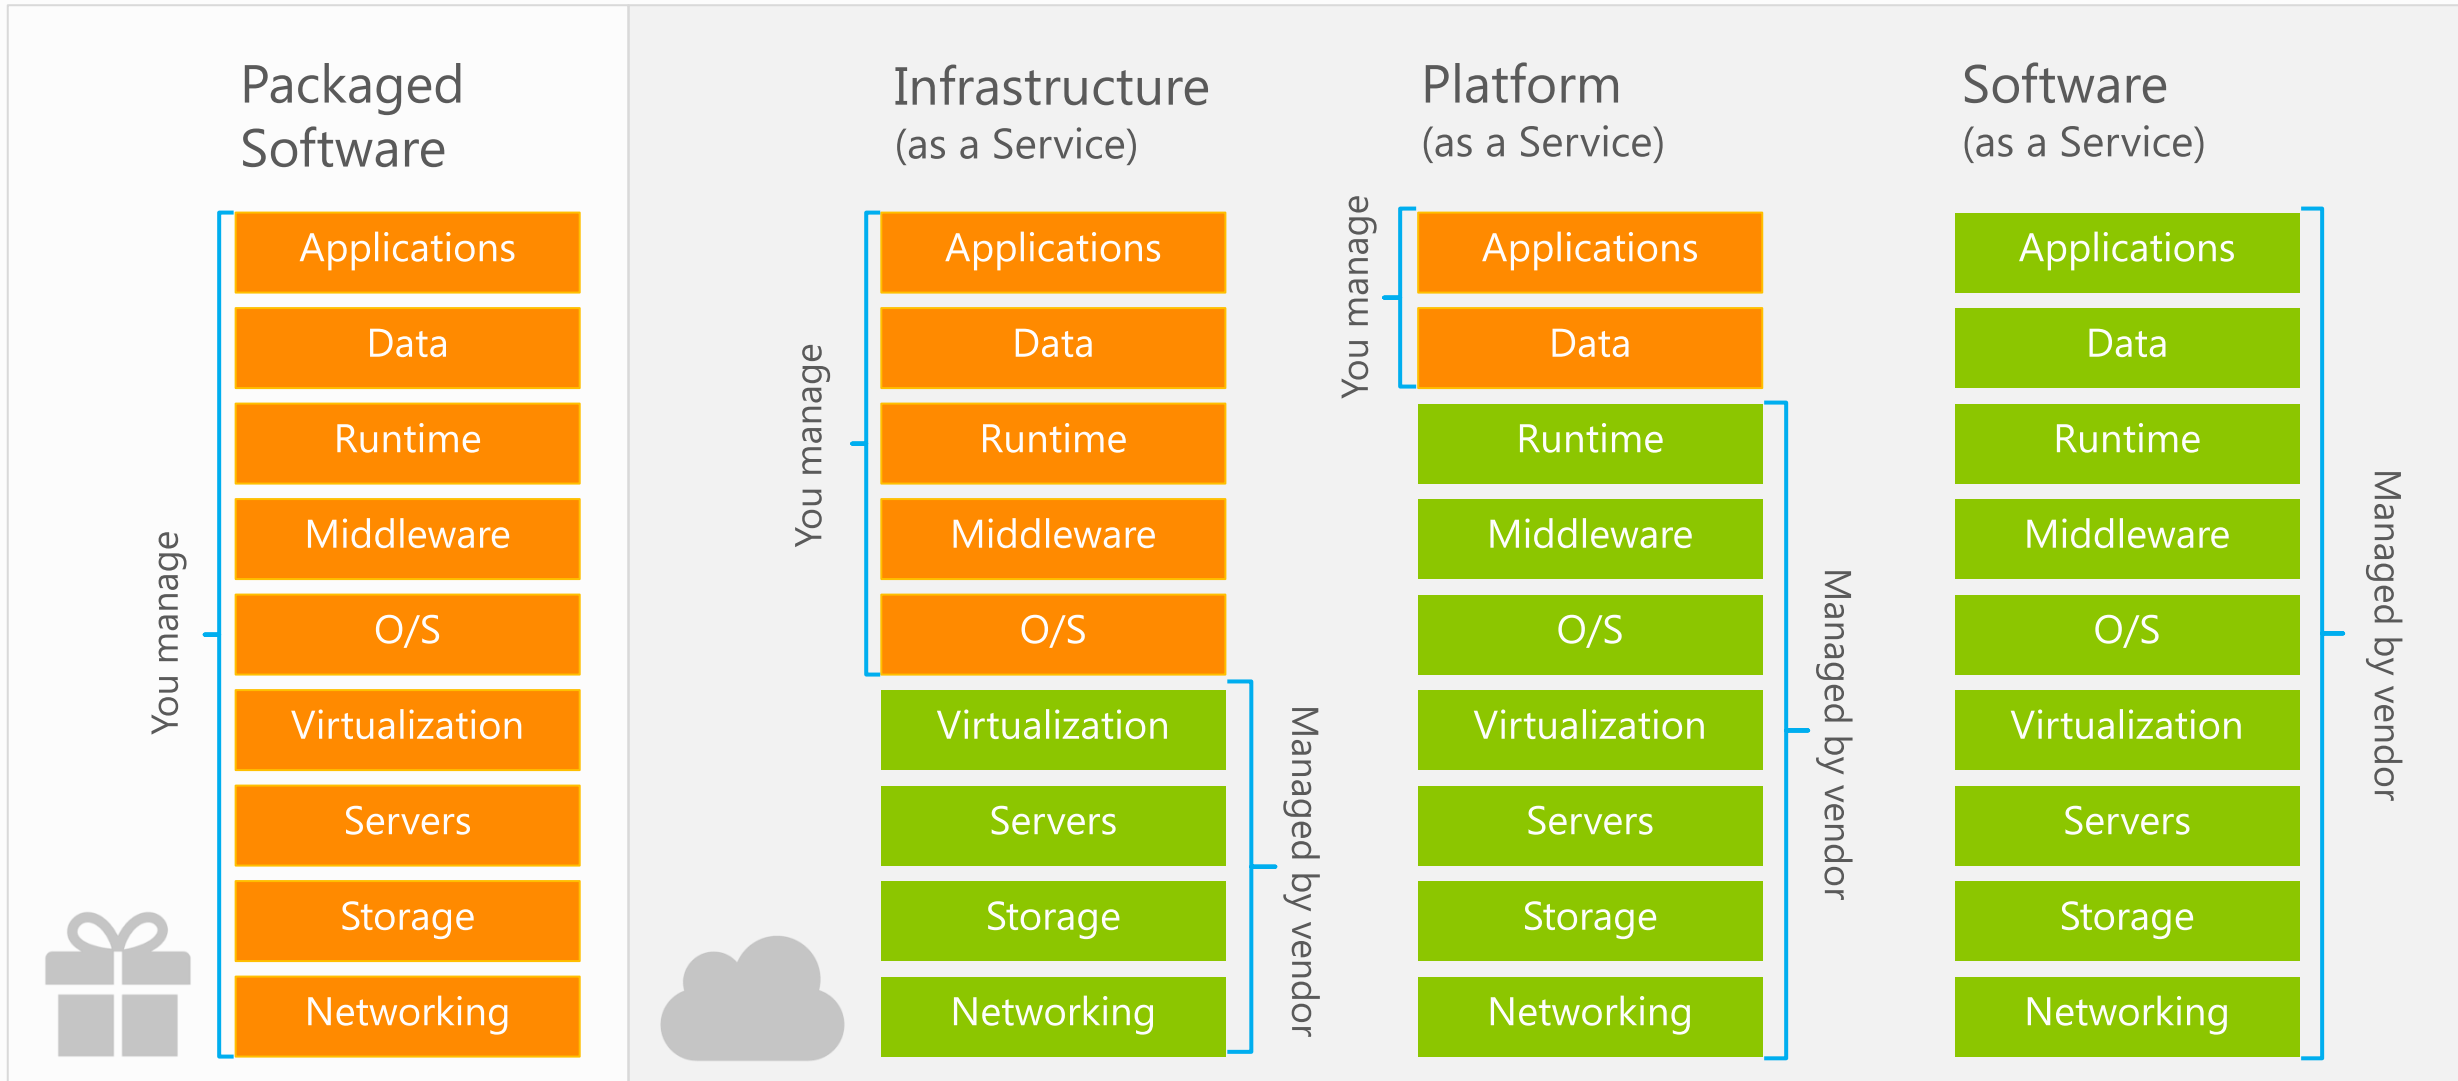 Packaged
Software
You manage
Applications
Data
Runtime
Middleware
O/S
Virtualization
Servers
Storage
Networking
Infrastructure
(as a Service)
You manage
Applications
Data
Runtime
Middleware
O/S
Virtualization
Servers
Storage
Networking
Managed by vendor
Platform
(as a Service)
You manage
Applications
Data
Runtime
Middleware
O/S
Virtualization
Servers
Storage
Networking
Managed by vendor
Software
(as a Service)
Applications
Data
Runtime
Middleware
O/S
Virtualization
Servers
Storage
Networking
Managed by vendor